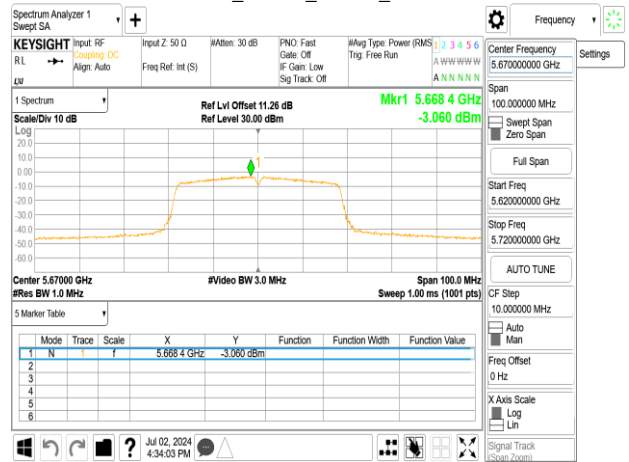 Spectrum Analyzer 1
Swept SA
Frequency
KEYSIGHT
RL
LXI
Input: RF
Coupling: DC
Align: Auto
Input Z: 50 Ω
Freq Ref: Int (S)
#Atten: 30 dB
PNO: Fast
Gate: Off
IF Gain: Low
Sig Track: Off
#Avg Type: Power (RMS
Trig: Free Run
1 2 3 4 5 6
A W W W W W
A N N N N N
1 Spectrum
Scale/Div 10 dB
Ref Lvl Offset 11.26 dB
Ref Level 30.00 dBm
Mkr1 5.668 4 GHz
-3.060 dBm
Log
20.0
10.0
0.00
-10.0
-20.0
-30.0
-40.0
-50.0
-60.0
1
Center 5.67000 GHz
#Res BW 1.0 MHz
#Video BW 3.0 MHz
Span 100.0 MHz
Sweep 1.00 ms (1001 pts)
5 Marker Table
Mode Trace Scale X Y Function Function Width Function Value
1 N 1 f 5.668 4 GHz -3.060 dBm
2
3
4
5
6
Jul 02, 2024
4:34:03 PM
?
Center Frequency
5.670000000 GHz
Settings
Span
100.000000 MHz
Swept Span
Zero Span
Full Span
Start Freq
5.620000000 GHz
Stop Freq
5.720000000 GHz
AUTO TUNE
CF Step
10.000000 MHz
Auto
Man
Freq Offset
0 Hz
X Axis Scale
Log
Lin
Signal Track
(Span Zoom)